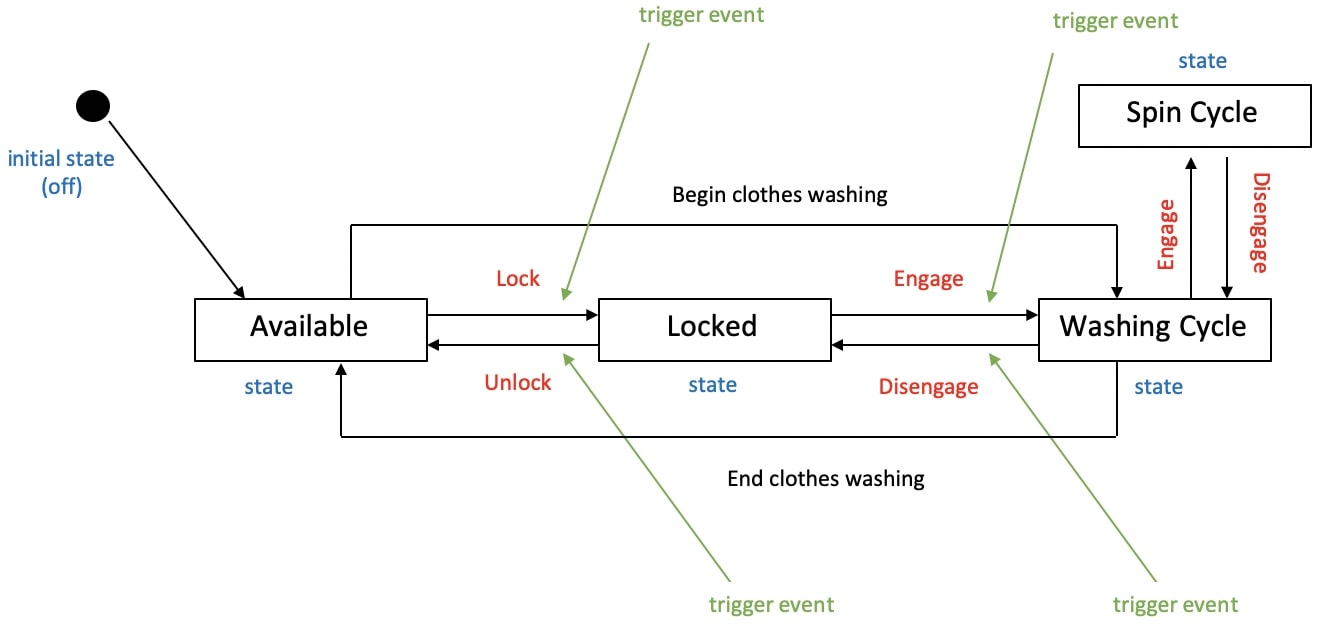 trigger event
trigger event
state
Spin Cycle
initial state
(off)
Begin clothes washing
Engage
Disengage
Lock
Engage
Available
Locked
Washing Cycle
state
Unlock
state
Disengage
state
End clothes washing
trigger event
trigger event